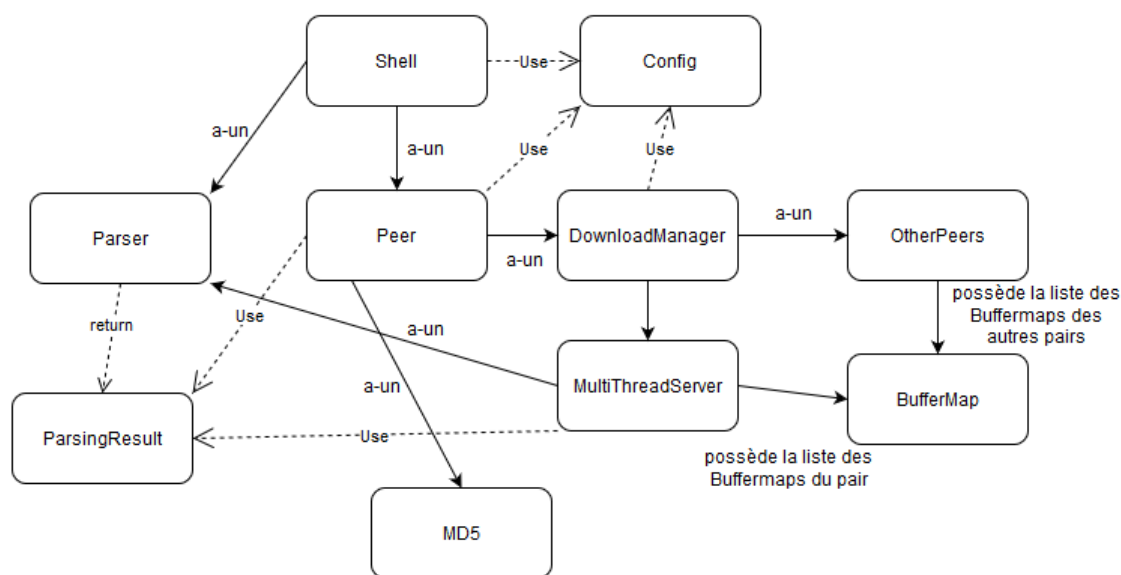 Shell
Use
Config
a-un
a-un
Use
Use
Parser
Peer
a-un
DownloadManager
a-un
OtherPeers
possède la liste des
Buffermaps des
autres pairs
return
Use
a-un
MultiThreadServer
BufferMap
a-un
ParsingResult
Use
possède la liste des
Buffermaps du pair
MD5